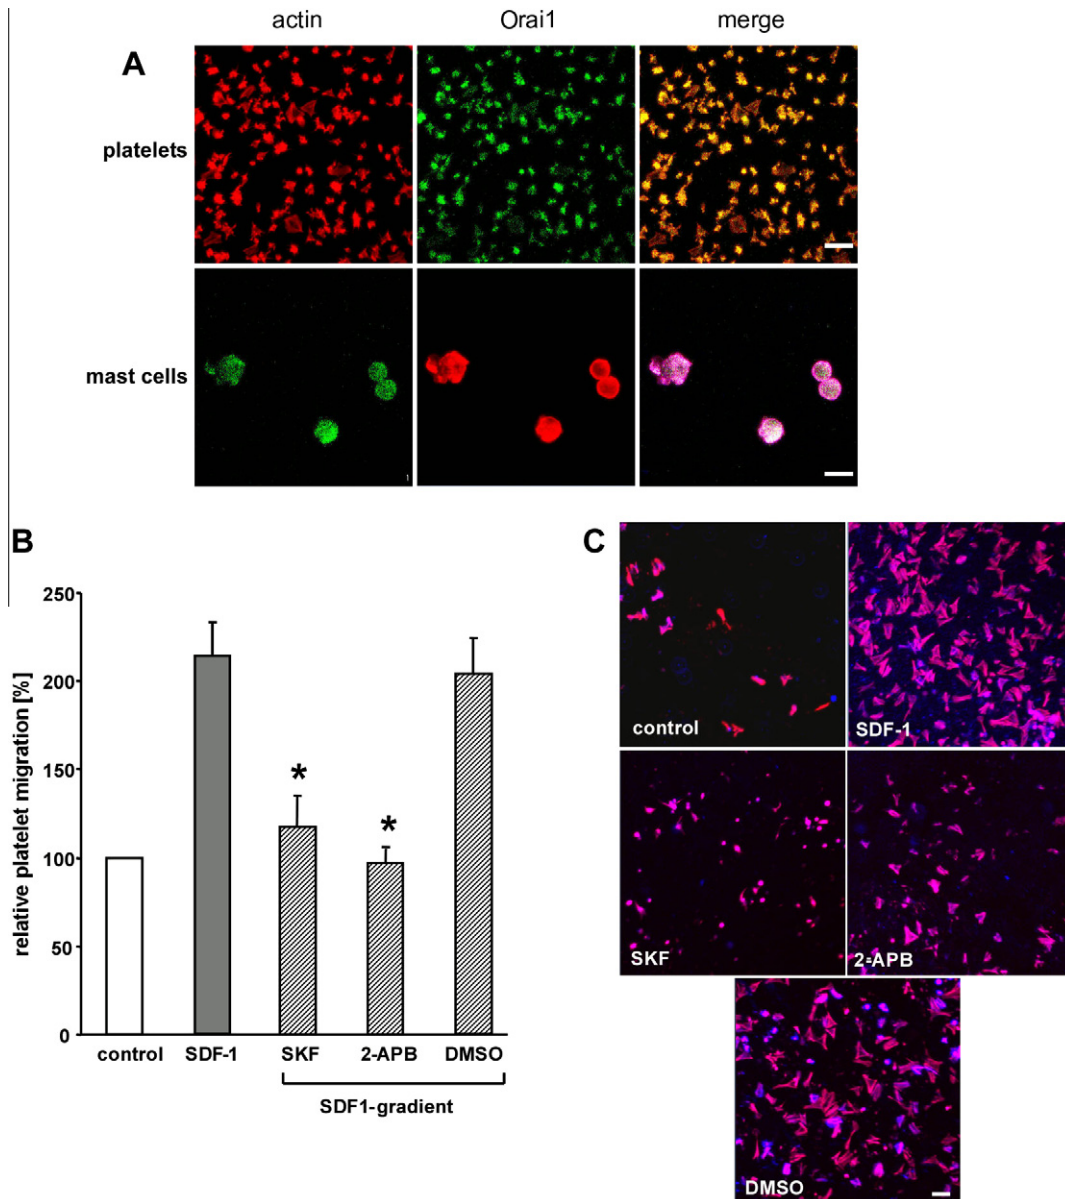 actin Orai1 merge
A
platelets
mast cells
B
250
200
150
100
50
0
relative platelet migration [%]
*
*
control SDF-1 SKF 2-APB DMSO
SDF1-gradient
C
control SDF-1
SKF 2-APB
DMSO